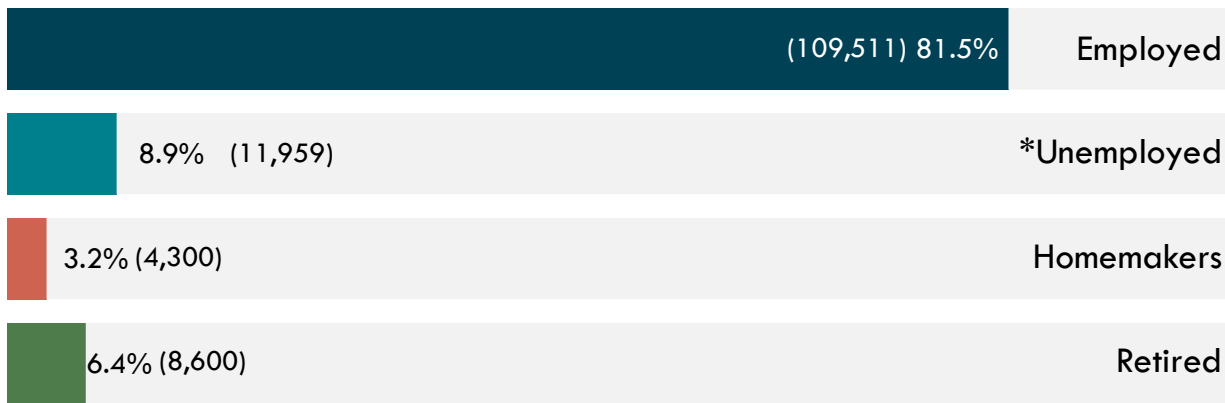 (109,511) 81.5% Employed
8.9% (11,959) *Unemployed
3.2% (4,300) Homemakers
6.4% (8,600) Retired